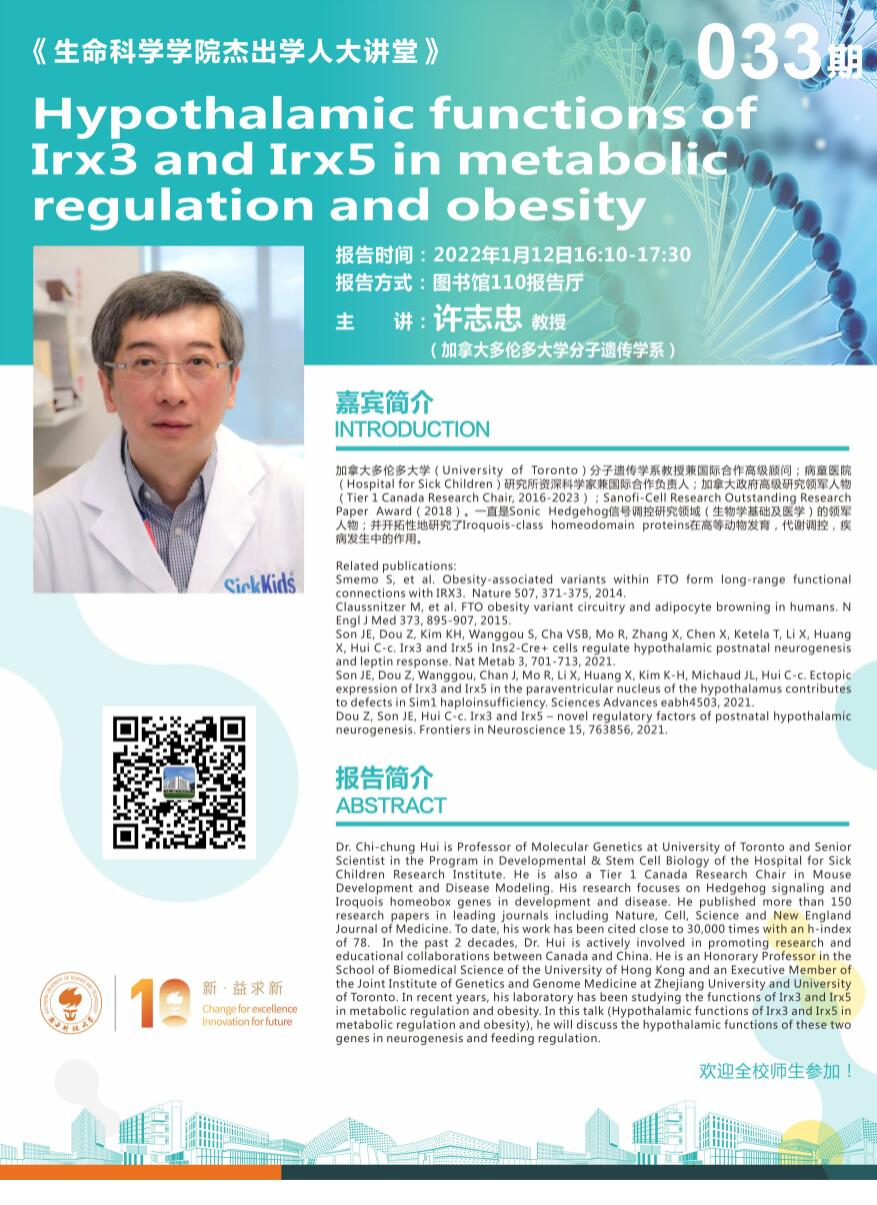 《生命科学学院杰出学人大讲堂》
033期
Hypothalamic functions of
Irx3 and Irx5 in metabolic
regulation and obesity
报告时间：2022年1月12日16:10-17:30
报告方式：图书馆110报告厅
主 讲：许志忠 教授
（加拿大多伦多大学分子遗传学系）
嘉宾简介
INTRODUCTION
加拿大多伦多大学（University of Toronto）分子遗传学系教授兼国际合作高级顾问；病童医院
（Hospital for Sick Children）研究所资深科学家兼国际合作负责人；加拿大政府高级研究领军人物
（Tier 1 Canada Research Chair, 2016-2023）；Sanofi-Cell Research Outstanding Research
Paper Award（2018）。一直是Sonic Hedgehog信号调控研究领域（生物学基础及医学）的领军
人物；并开拓性地研究了Iroquois-class homeodomain proteins在高等动物发育，代谢调控，疾
病发生中的作用。
Related publications:
Smemo S, et al. Obesity-associated variants within FTO form long-range functional
connections with IRX3. Nature 507, 371-375, 2014.
Claussnitzer M, et al. FTO obesity variant circuitry and adipocyte browning in humans. N
Engl J Med 373, 895-907, 2015.
Son JE, Dou Z, Kim KH, Wanggou S, Cha VSB, Mo R, Zhang X, Chen X, Ketela T, Li X, Huang
X, Hui C-c. Irx3 and Irx5 in Ins2-Cre+ cells regulate hypothalamic postnatal neurogenesis
and leptin response. Nat Metab 3, 701-713, 2021.
Son JE, Dou Z, Wanggou, Chan J, Mo R, Li X, Huang X, Kim K-H, Michaud JL, Hui C-c. Ectopic
expression of Irx3 and Irx5 in the paraventricular nucleus of the hypothalamus contributes
to defects in Sim1 haploinsufficiency. Sciences Advances eabh4503, 2021.
Dou Z, Son JE, Hui C-c. Irx3 and Irx5 – novel regulatory factors of postnatal hypothalamic
neurogenesis. Frontiers in Neuroscience 15, 763856, 2021.
报告简介
ABSTRACT
Dr. Chi-chung Hui is Professor of Molecular Genetics at University of Toronto and Senior
Scientist in the Program in Developmental & Stem Cell Biology of the Hospital for Sick
Children Research Institute. He is also a Tier 1 Canada Research Chair in Mouse
Development and Disease Modeling. His research focuses on Hedgehog signaling and
Iroquois homeobox genes in development and disease. He published more than 150
research papers in leading journals including Nature, Cell, Science and New England
Journal of Medicine. To date, his work has been cited close to 30,000 times with an h-index
of 78. In the past 2 decades, Dr. Hui is actively involved in promoting research and
educational collaborations between Canada and China. He is an Honorary Professor in the
School of Biomedical Science of the University of Hong Kong and an Executive Member of
the Joint Institute of Genetics and Genome Medicine at Zhejiang University and University
of Toronto. In recent years, his laboratory has been studying the functions of Irx3 and Irx5
in metabolic regulation and obesity. In this talk (Hypothalamic functions of Irx3 and Irx5 in
metabolic regulation and obesity), he will discuss the hypothalamic functions of these two
genes in neurogenesis and feeding regulation.
欢迎全校师生参加！
SickKids
10
新·益求新
Change for excellence
Innovation for future